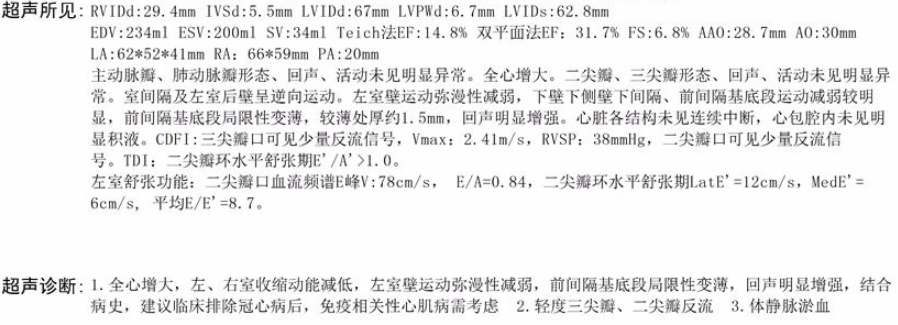 超声所见: RVIDd:29.4mm IVSd:5.5mm LVIDd:67mm LVPWd:6.7mm LVIDs:62.8mm
EDV:234ml ESV:200ml SV:34ml Teich法EF:14.8% 双平面法EF: 31.7% FS:6.8% AAO:28.7mm AO:30mm
LA:62*52*41mm RA: 66*59mm PA:20mm
主动脉瓣、肺动脉瓣形态、回声、活动未见明显异常。全心增大。二尖瓣、三尖瓣形态、回声、活动未见明显异
常。室间隔及左室后壁呈逆向运动。左室壁运动弥漫性减弱，下壁下侧壁下间隔、前间隔基底段运动减弱较明
显，前间隔基底段局限性变薄，较薄处厚约1.5mm，回声明显增强。心脏各结构未见连续中断，心包腔内未见明
显积液。CDFI:三尖瓣口可见少量反流信号，Vmax: 2.41m/s，RVSP: 38mmHg，二尖瓣口可见少量反流信
号。TDI: 二尖瓣环水平舒张期E'/A'>1.0。
左室舒张功能: 二尖瓣口血流频谱E峰V:78cm/s, E/A=0.84，二尖瓣环水平舒张期LatE'=12cm/s，MedE'=
6cm/s, 平均E/E'=8.7。
超声诊断: 1.全心增大，左、右室收缩动能减低，左室壁运动弥漫性减弱，前间隔基底段局限性变薄，回声明显增强，结合
病史，建议临床排除冠心病后，免疫相关性心肌病需考虑 2.轻度三尖瓣、二尖瓣反流 3.体静脉淤血